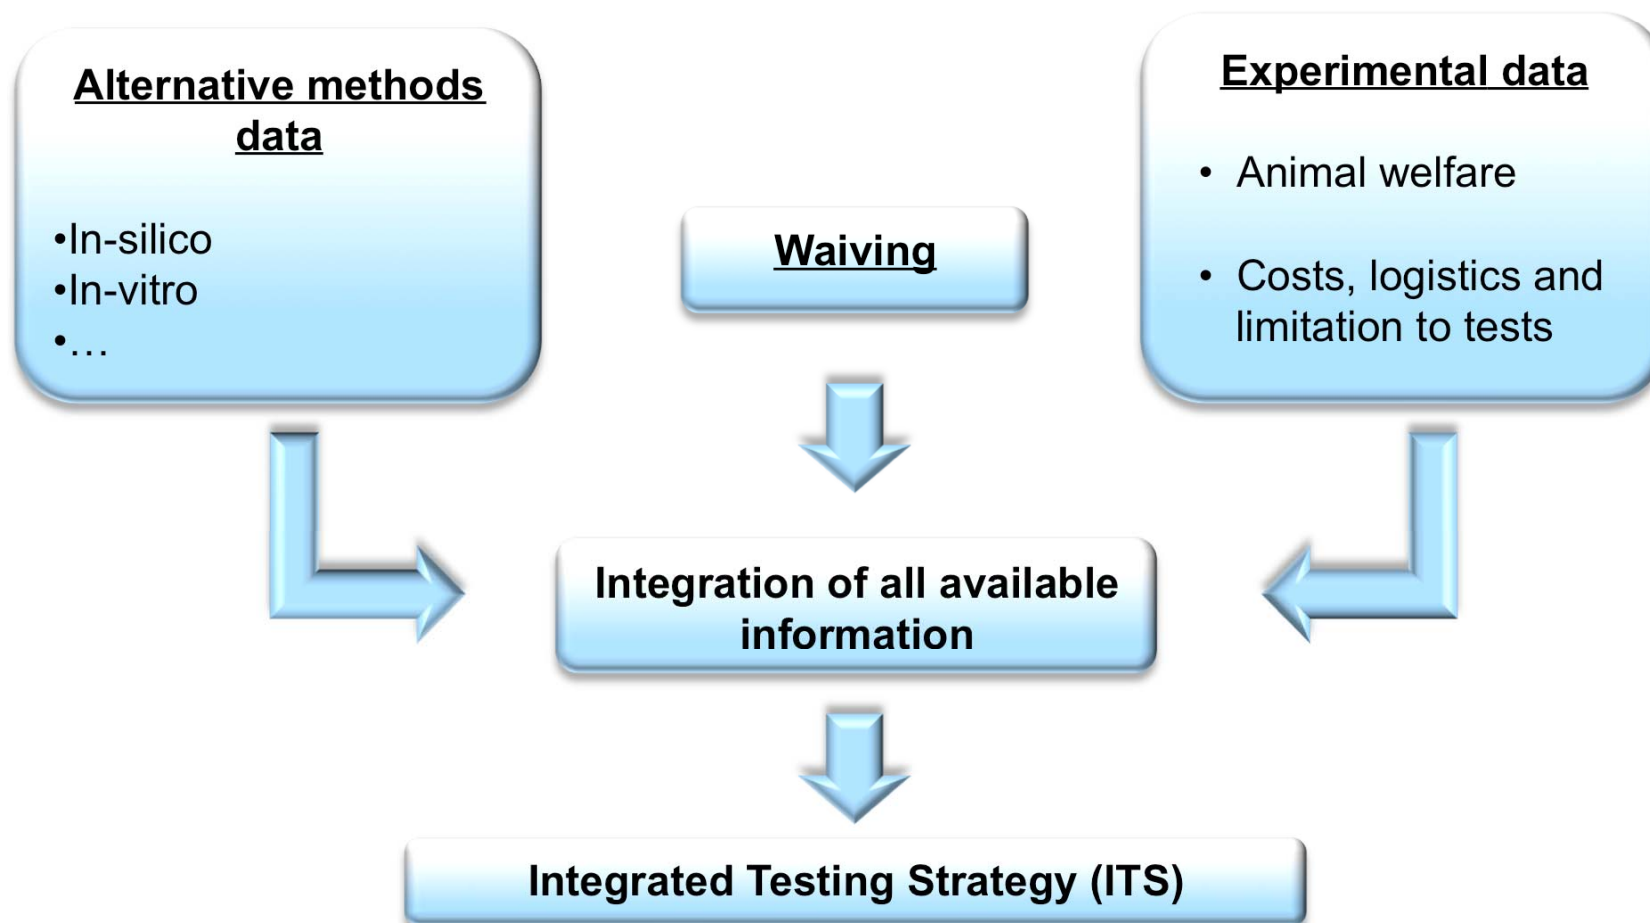 Alternative methods
data
•In-silico
•In-vitro
•…
Waiving
Experimental data
• Animal welfare
• Costs, logistics and
limitation to tests
Integration of all available
information
Integrated Testing Strategy (ITS)